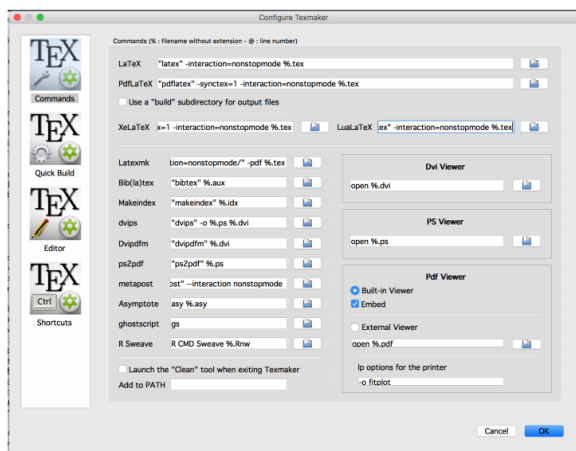 Configure Texmaker
TEX
Commands
TEX
Quick Build
TEX
Editor
TEX
Ctrl
Shortcuts
Commands (% : filename without extension - @ : line number)
LaTeX "latex" -interaction=nonstopmode %.tex
PdfLaTeX "pdflatex" -synctex=1 -interaction=nonstopmode %.tex
Use a "build" subdirectory for output files
XeLaTeX x=1 -interaction=nonstopmode %.tex LuaLaTeX ex" -interaction=nonstopmode %.tex
Latexmk tion=nonstopmode/" -pdf %.tex
Bib(la)tex "bibtex" %.aux
Makeindex "makeindex" %.idx
dvips "dvips" -o %.ps %.dvi
Dvipdfm "dvipdfm" %.dvi
ps2pdf "ps2pdf" %.ps
metapost ost" --interaction nonstopmode
Asymptote asy %.asy
ghostscript gs
R Sweave R CMD Sweave %.Rnw
Launch the "Clean" tool when exiting Texmaker
Add to PATH
Dvi Viewer
open %.dvi
PS Viewer
open %.ps
Pdf Viewer
Built-in Viewer
Embed
External Viewer
open %.pdf
lp options for the printer
-o fitplot
Cancel OK